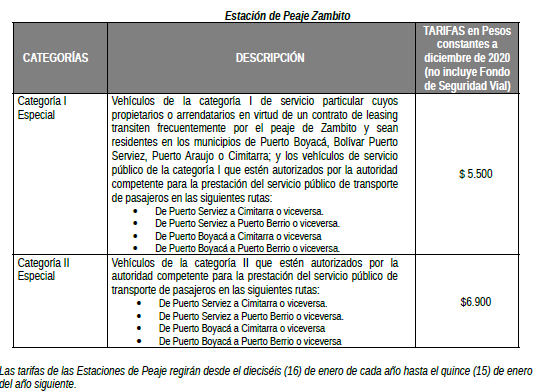 Estación de Peaje Zambito
CATEGORÍAS
DESCRIPCIÓN
TARIFAS en Pesos
constantes a
diciembre de 2020
(no incluye Fondo
de Seguridad Vial)
Categoría I
Especial
Vehículos de la categoría I de servicio particular cuyos
propietarios o arrendatarios en virtud de un contrato de leasing
transiten frecuentemente por el peaje de Zambito y sean
residentes en los municipios de Puerto Boyacá, Bolívar Puerto
Serviez, Puerto Araujo o Cimitarra; y los vehículos de servicio
público de la categoría I que estén autorizados por la autoridad
competente para la prestación del servicio público de transporte
de pasajeros en las siguientes rutas:
• De Puerto Serviez a Cimitarra o viceversa.
• De Puerto Serviez a Puerto Berrio o viceversa.
• De Puerto Boyacá a Cimitarra o viceversa
• De Puerto Boyacá a Puerto Berrio o viceversa.
$ 5.500
Categoría II
Especial
Vehículos de la categoría II que estén autorizados por la
autoridad competente para la prestación del servicio público de
transporte de pasajeros en las siguientes rutas:
• De Puerto Serviez a Cimitarra o viceversa.
• De Puerto Serviez a Puerto Berrio o viceversa.
• De Puerto Boyacá a Cimitarra o viceversa
• De Puerto Boyacá a Puerto Berrio o viceversa
$6.900
Las tarifas de las Estaciones de Peaje regirán desde el dieciséis (16) de enero de cada año hasta el quince (15) de enero
del año siguiente.